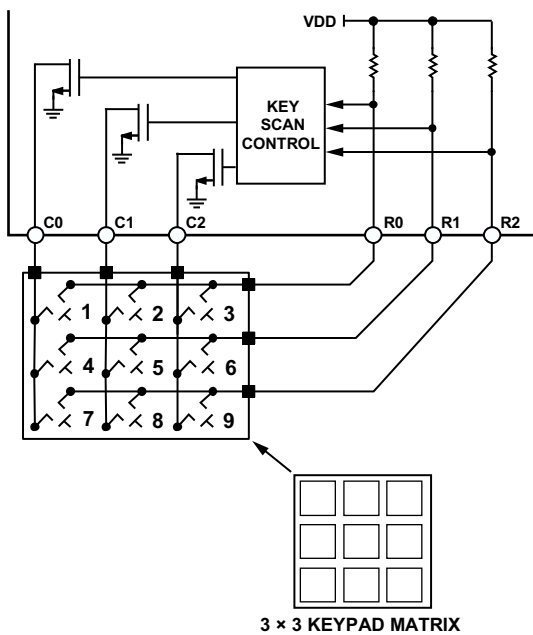 VDD
KEY
SCAN
CONTROL
C0 C1 C2 R0 R1 R2
1 2 3
4 5 6
7 8 9
3 × 3 KEYPAD MATRIX